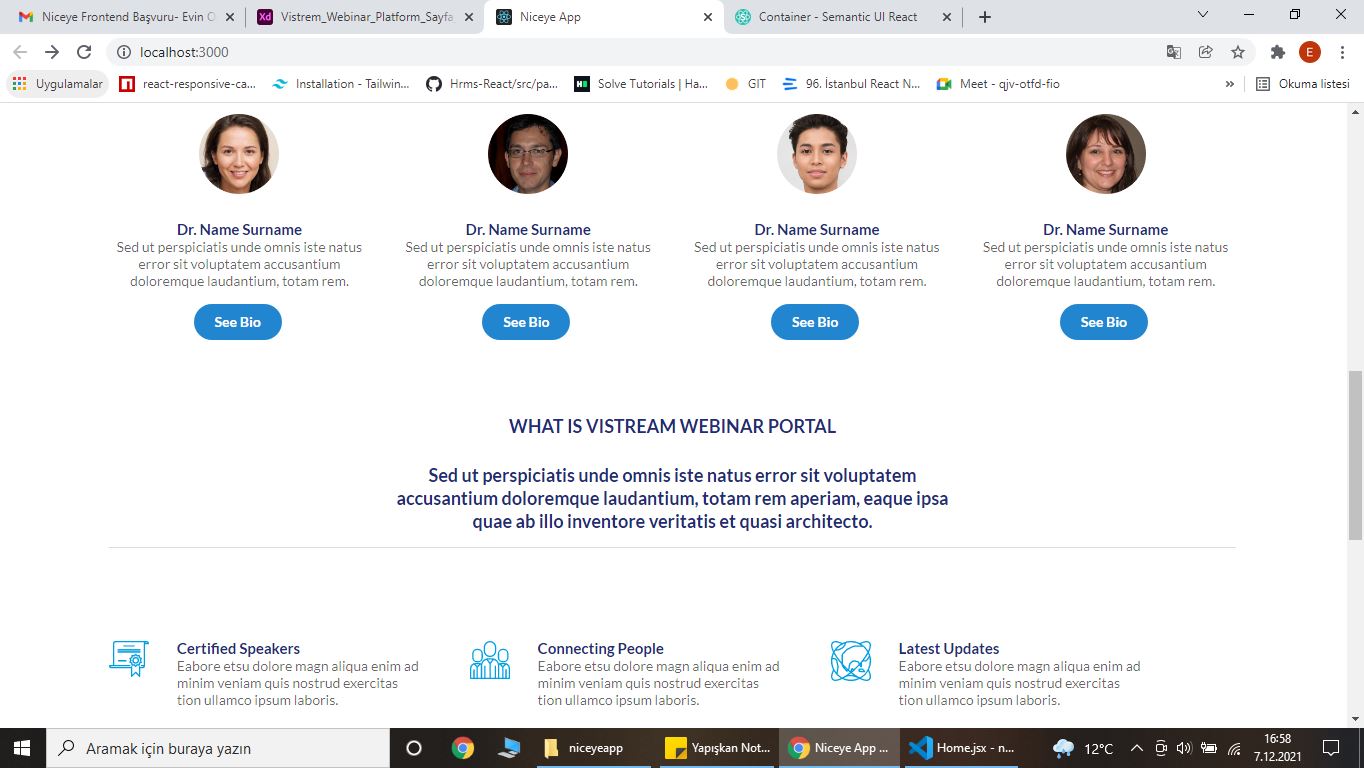 Niceye Frontend Başvuru- Evin O
Vistrem_Webinar_Platform_Sayfa
Niceye App
Container - Semantic UI React
localhost:3000
E
Uygulamalar
react-responsive-ca...
Installation - Tailwin...
Hrms-React/src/pa...
Solve Tutorials | Ha...
GIT
96. İstanbul React N...
Meet - qjv-otfd-fio
»
Okuma listesi
Dr. Name Surname
Sed ut perspiciatis unde omnis iste natus
error sit voluptatem accusantium
doloremque laudantium, totam rem.
See Bio
Dr. Name Surname
Sed ut perspiciatis unde omnis iste natus
error sit voluptatem accusantium
doloremque laudantium, totam rem.
See Bio
Dr. Name Surname
Sed ut perspiciatis unde omnis iste natus
error sit voluptatem accusantium
doloremque laudantium, totam rem.
See Bio
Dr. Name Surname
Sed ut perspiciatis unde omnis iste natus
error sit voluptatem accusantium
doloremque laudantium, totam rem.
See Bio
WHAT IS VISTREAM WEBINAR PORTAL
Sed ut perspiciatis unde omnis iste natus error sit voluptatem
accusantium doloremque laudantium, totam rem aperiam, eaque ipsa
quae ab illo inventore veritatis et quasi architecto.
Certified Speakers
Eabore etsu dolore magn aliqua enim ad
minim veniam quis nostrud exercitas
tion ullamco ipsum laboris.
Connecting People
Eabore etsu dolore magn aliqua enim ad
minim veniam quis nostrud exercitas
tion ullamco ipsum laboris.
Latest Updates
Eabore etsu dolore magn aliqua enim ad
minim veniam quis nostrud exercitas
tion ullamco ipsum laboris.
Aramak için buraya yazın
niceyeapp
Yapışkan Not...
Niceye App ...
Home.jsx - n...
12°C
16:58
7.12.2021